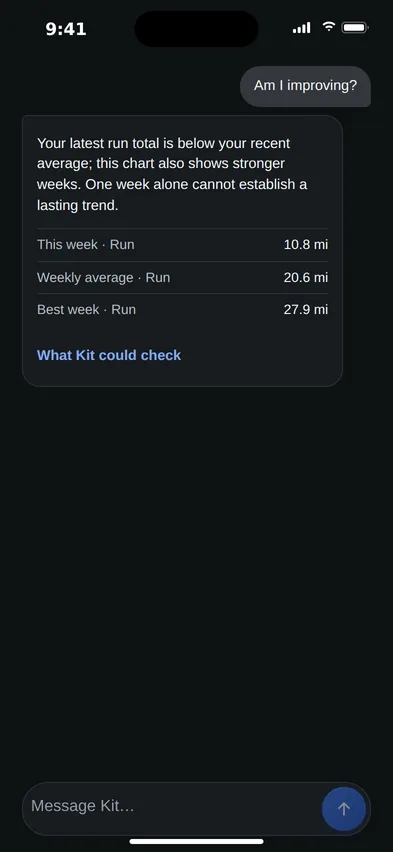 9:41
Am I improving?
Your latest run total is below your recent
average; this chart also shows stronger
weeks. One week alone cannot establish a
lasting trend.
This week · Run 10.8 mi
Weekly average · Run 20.6 mi
Best week · Run 27.9 mi
What Kit could check
Message Kit…